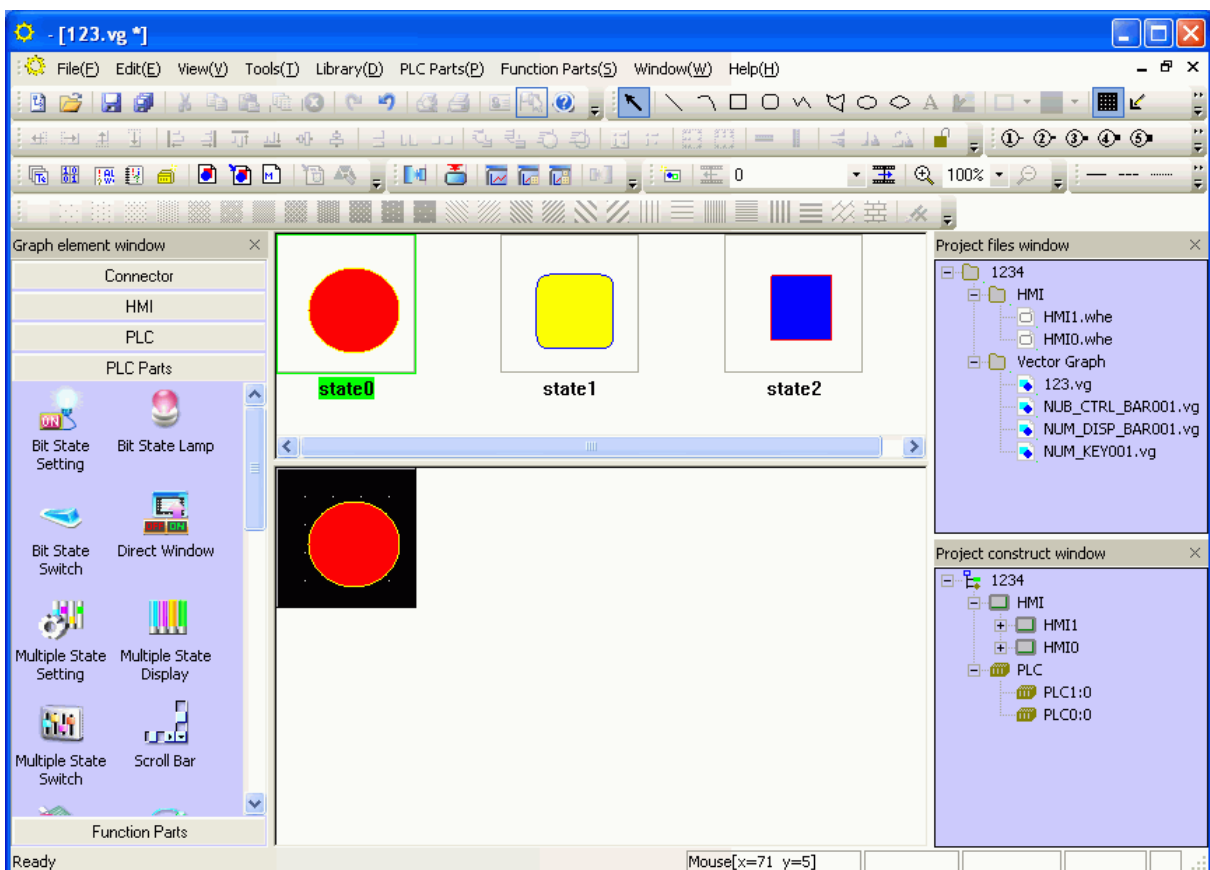 - [123.vg *]
File(F) Edit(E) View(V) Tools(T) Library(D) PLC Parts(P) Function Parts(S) Window(W) Help(H)
A
1 2 3 4 5
0 100%
Graph element window
Connector
HMI
PLC
PLC Parts
ON
Bit State Setting
Bit State Lamp
Bit State Switch
OFF ON
Direct Window
Multiple State Setting
Multiple State Display
Multiple State Switch
Scroll Bar
Function Parts
state0 state1 state2
Project files window
1234
HMI
HMI1.whe
HMI0.whe
Vector Graph
123.vg
NUB_CTRL_BAR001.vg
NUM_DISP_BAR001.vg
NUM_KEY001.vg
Project construct window
1234
HMI
HMI1
HMI0
PLC
PLC1:0
PLC0:0
Ready Mouse[x=71 y=5]